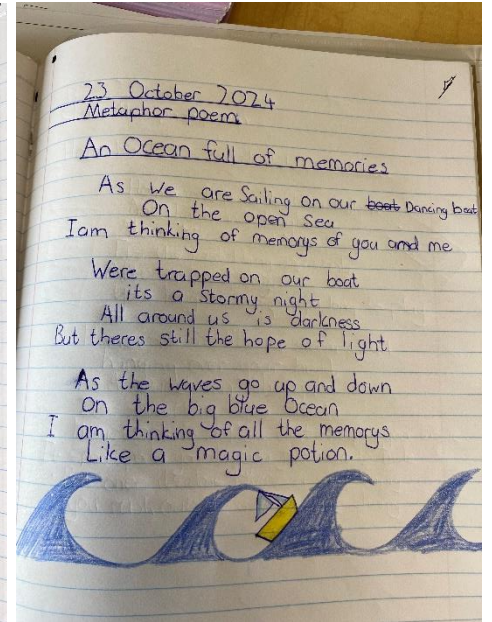 23 October 2024
Metaphor poem
An Ocean full of memories
As we are Sailing on our boat Dancing boat
On the open sea
I am thinking of memorys of you and me
Were trapped on our boat
its a stormy night
All around us is darkness
But theres still the hope of light
As the waves go up and down
On the big blue Ocean
I am thinking of all the memorys
Like a magic potion.